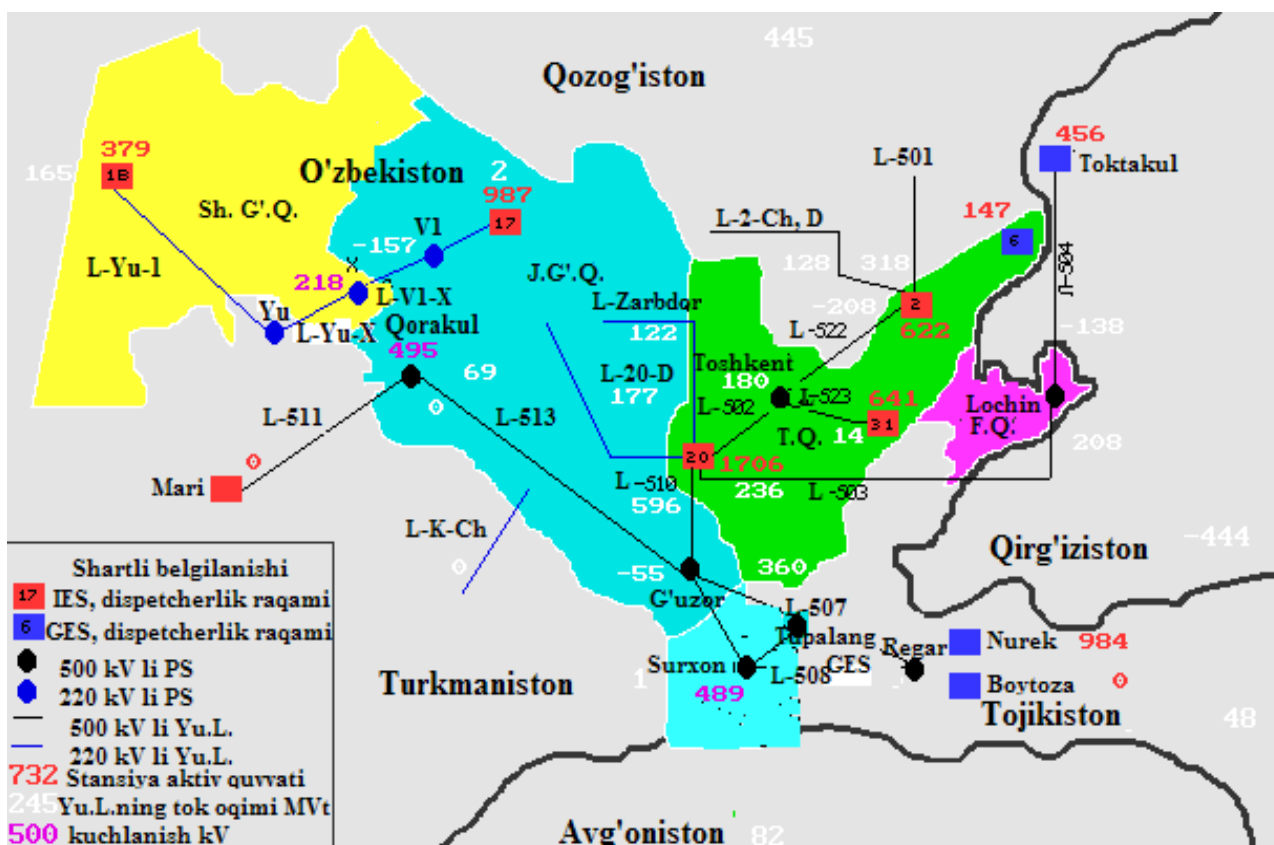 445
Qozog'iston
379
456
L-501
165
18
O'zbekiston
2
Toktakul
Sh. G'.Q.
987
147
17
L-2-Ch, D
V1
6
-157
L-Yu-1
J.G'.Q.
128
318
Л-504
X
218
L-V1-X
L-Zarbdor
-208
2
Yu
L-Yu-X
Qorakul
122
L-522
622
-138
495
Toshkent
69
L-20-D
180
L-523
641
Lochin
177
L-502
0
L-513
31
F.Q.
L-511
T.Q.
14
208
0
20
1706
Mari
L-510
236
L-503
596
L-K-Ch
Qirg'iziston
-444
Shartli belgilanishi
0
-55
360
17 IES, dispetcherlik raqami
G'uzor
L-507
6 GES, dispetcherlik raqami
Tupalang
Regar
Nurek
984
500 kV li PS
Surxon
GES
Turkmaniston
1
L-508
220 kV li PS
489
Boytoza
0
500 kV li Yu.L.
Tojikiston
48
220 kV li Yu.L.
732 Stansiya aktiv quvvati
245 Yu.L.ning tok oqimi MVt
500 kuchlanish kV
Avg'oniston
82